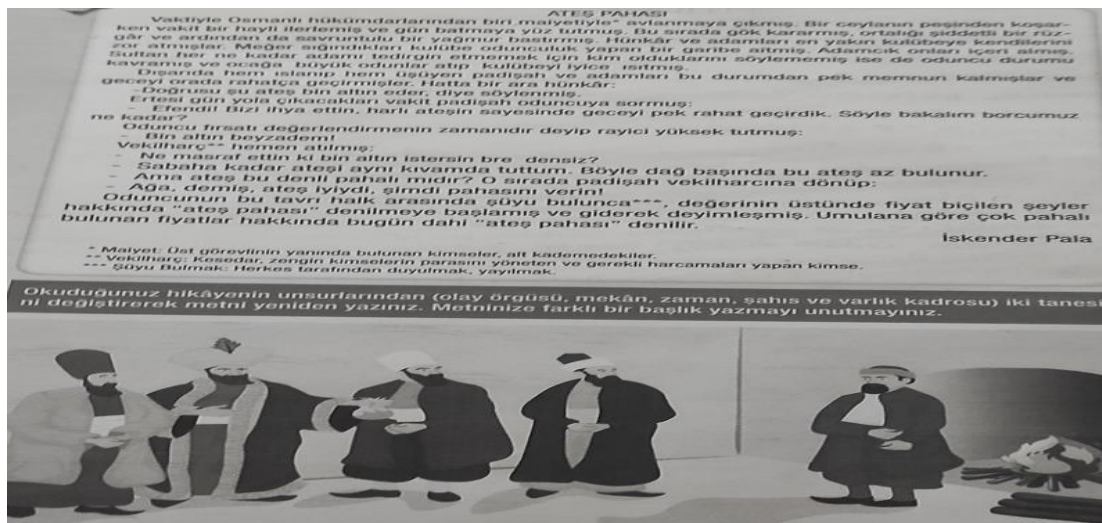 ATEŞ PAHASI
Vaktiyle Osmanlı hükümdarlarından biri maiyetiyle* avlanmaya çıkmış. Bir ceylanın peşinden koşar-
ken vakit bir hayli ilerlemiş ve gün batmaya yüz tutmuş. Bu sırada gök kararmış, ortalığı şiddetli bir rüz-
gâr ve ardından da savruntulu bir yağmur bastırmış. Hünkâr ve adamları en yakın kulübeye kendilerini
zor atmışlar. Meğer sığındıkları kulübe odunculuk yapan bir garibe aitmiş. Adamcık onları içeri almış.
Sultan her ne kadar adamı tedirgin etmemek için kim olduklarını söylememiş ise de oduncu durumu
kavramış ve ocağa büyük odunlar atıp kulübeyi iyice ısıtmış.
Dışarıda hem ıslanıp hem üşüyen padişah ve adamları bu durumdan pek memnun kalmışlar ve
geceyi orada rahatça geçirmişler. Hatta bir ara hünkâr:
-Doğrusu şu ateş bin altın eder, diye söylenmiş.
Ertesi gün yola çıkacakları vakit padişah oduncuya sormuş:
- Efendi! Bizi ihya ettin, harlı ateşin sayesinde geceyi pek rahat geçirdik. Söyle bakalım borcumuz
ne kadar?
Oduncu fırsatı değerlendirmenin zamanıdır deyip rayici yüksek tutmuş:
- Bin altın beyzadem!
Vekilharç** hemen atılmış:
- Ne masraf ettin ki bin altın istersin bre densiz?
- Sabaha kadar ateşi aynı kıvamda tuttum. Böyle dağ başında bu ateş az bulunur.
- Ama ateş bu denli pahalı mıdır? O sırada padişah vekilharcına dönüp:
- Ağa, demiş, ateş iyiydi, şimdi pahasını verin!
Oduncunun bu tavrı halk arasında şüyu bulunca***, değerinin üstünde fiyat biçilen şeyler
hakkında "ateş pahası" denilmeye başlamış ve giderek deyimleşmiş. Umulana göre çok pahalı
bulunan fiyatlar hakkında bugün dahi "ateş pahası" denilir.
İskender Pala
* Maiyet: Üst görevlinin yanında bulunan kimseler, alt kademedekiler.
** Vekilharç: Kesedar, zengin kimselerin parasını yöneten ve gerekli harcamaları yapan kimse.
*** Şüyu Bulmak: Herkes tarafından duyulmak, yayılmak.
Okuduğunuz hikâyenin unsurlarından (olay örgüsü, mekân, zaman, şahıs ve varlık kadrosu) iki tanesi
ni değiştirerek metni yeniden yazınız. Metninize farklı bir başlık yazmayı unutmayınız.